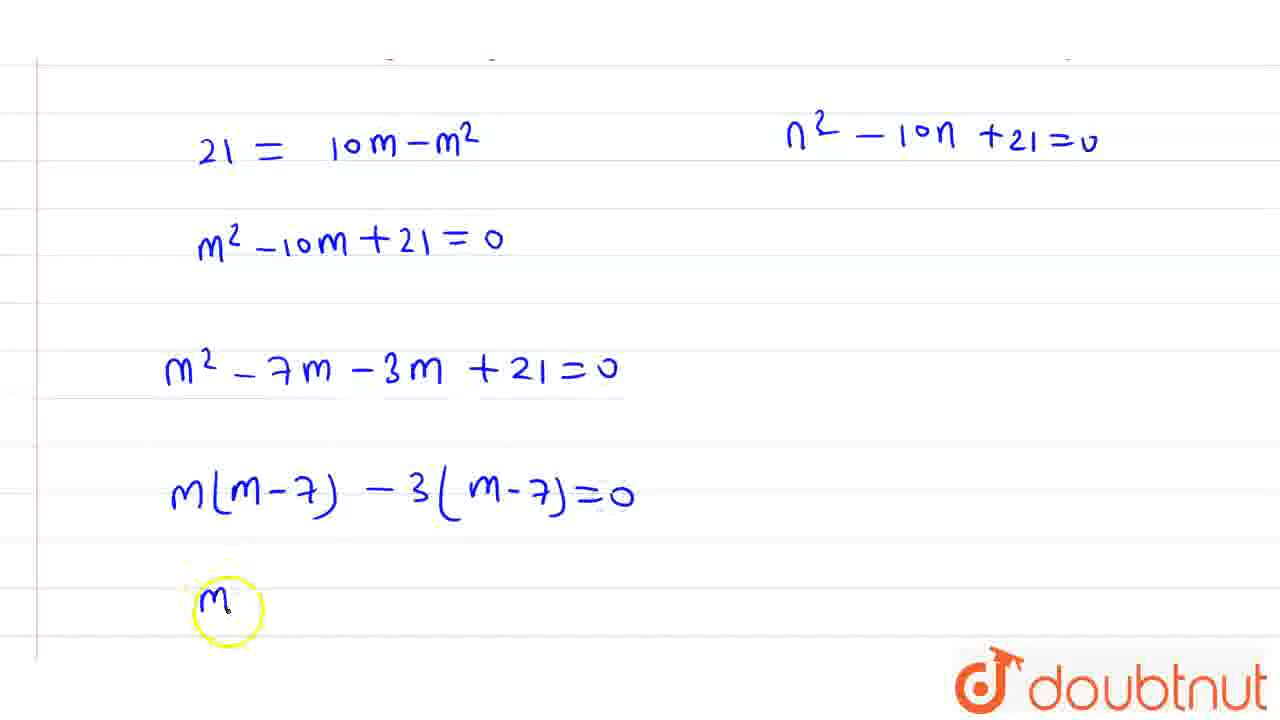 21 = 10m - m²
n² - 10n + 21 = 0
m² - 10m + 21 = 0
m² - 7m - 3m + 21 = 0
m(m-7) - 3(m-7) = 0
m
doubtnut